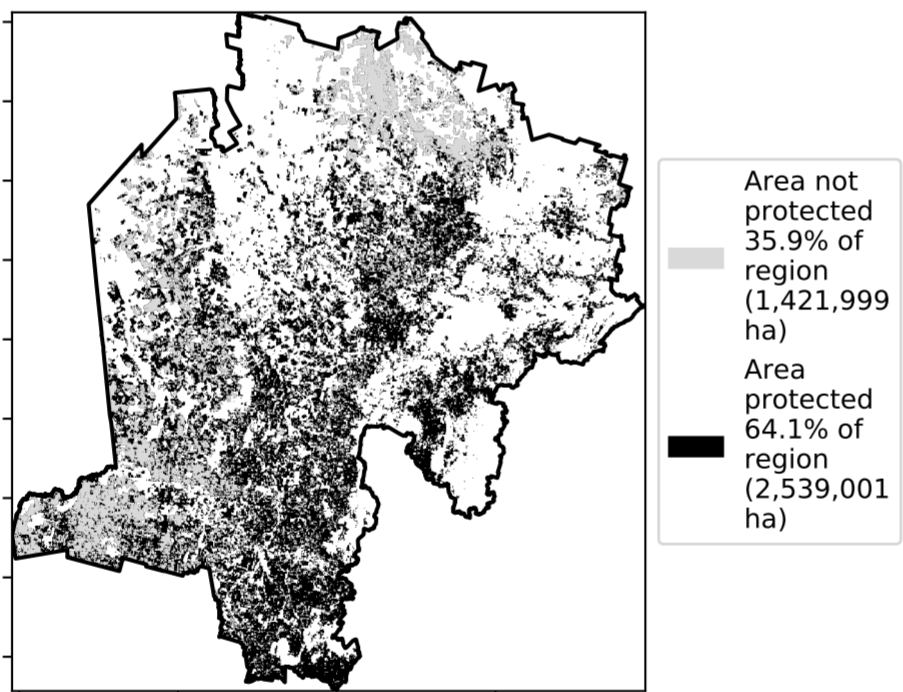 Area not
protected
35.9% of
region
(1,421,999
ha)
Area
protected
64.1% of
region
(2,539,001
ha)